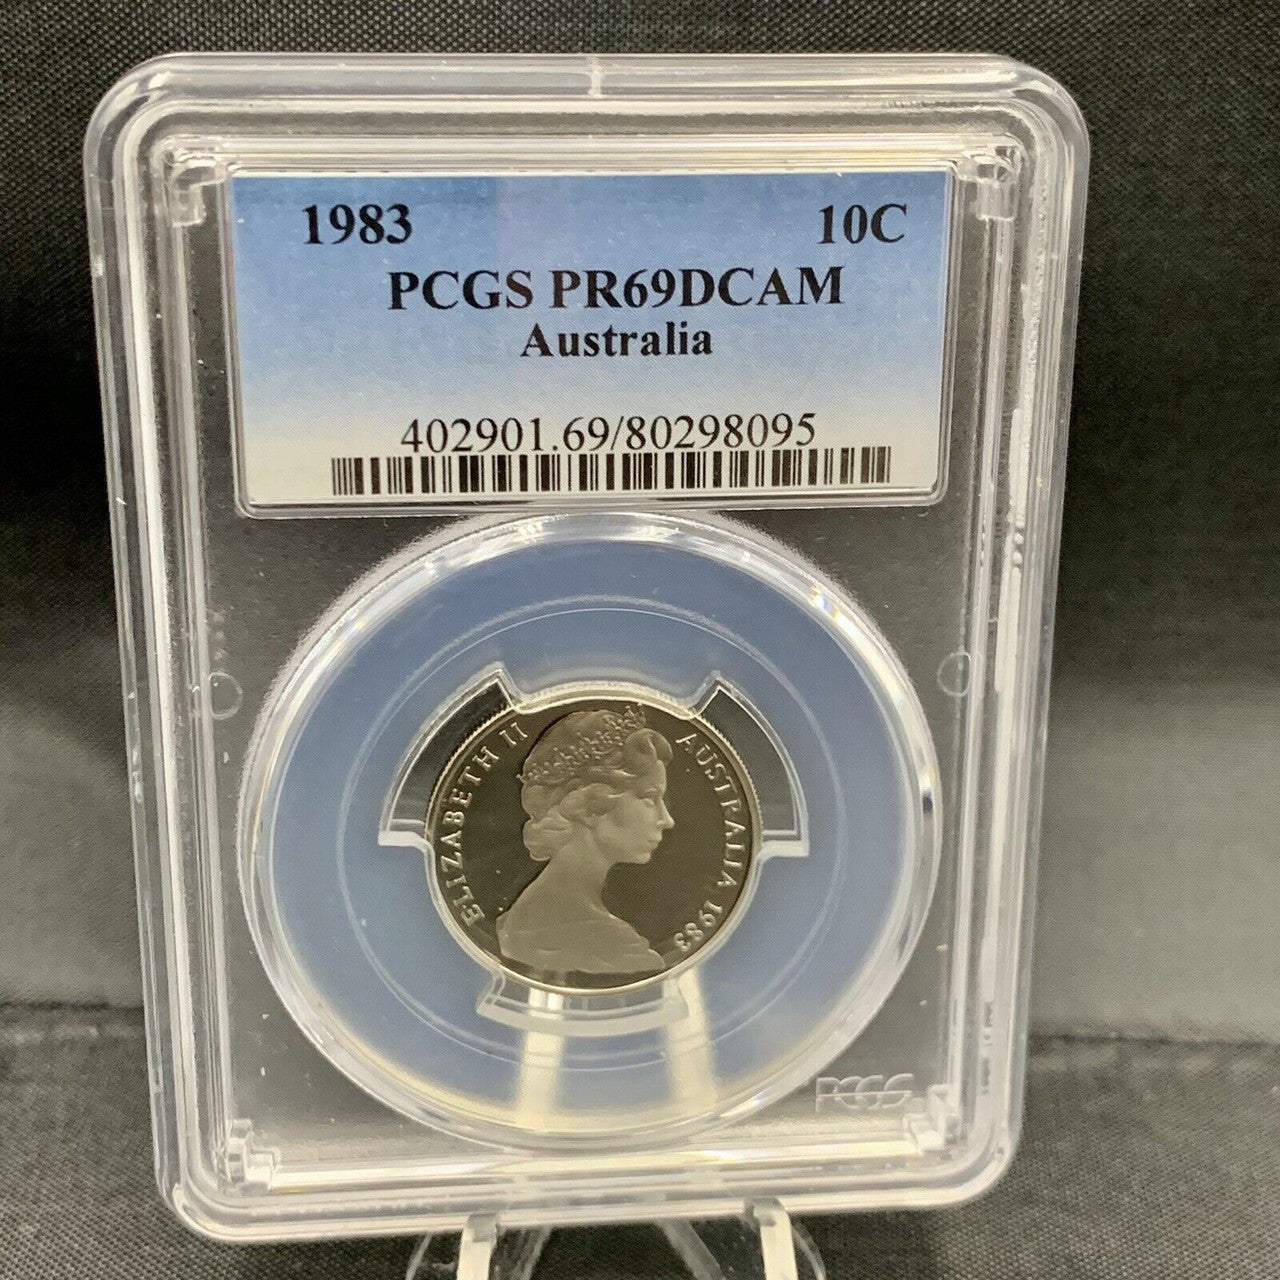 1983 10C
PCGS PR69DCAM
Australia
402901.69/80298095
ELIZABETH II AUSTRALIA 1983
PCGS